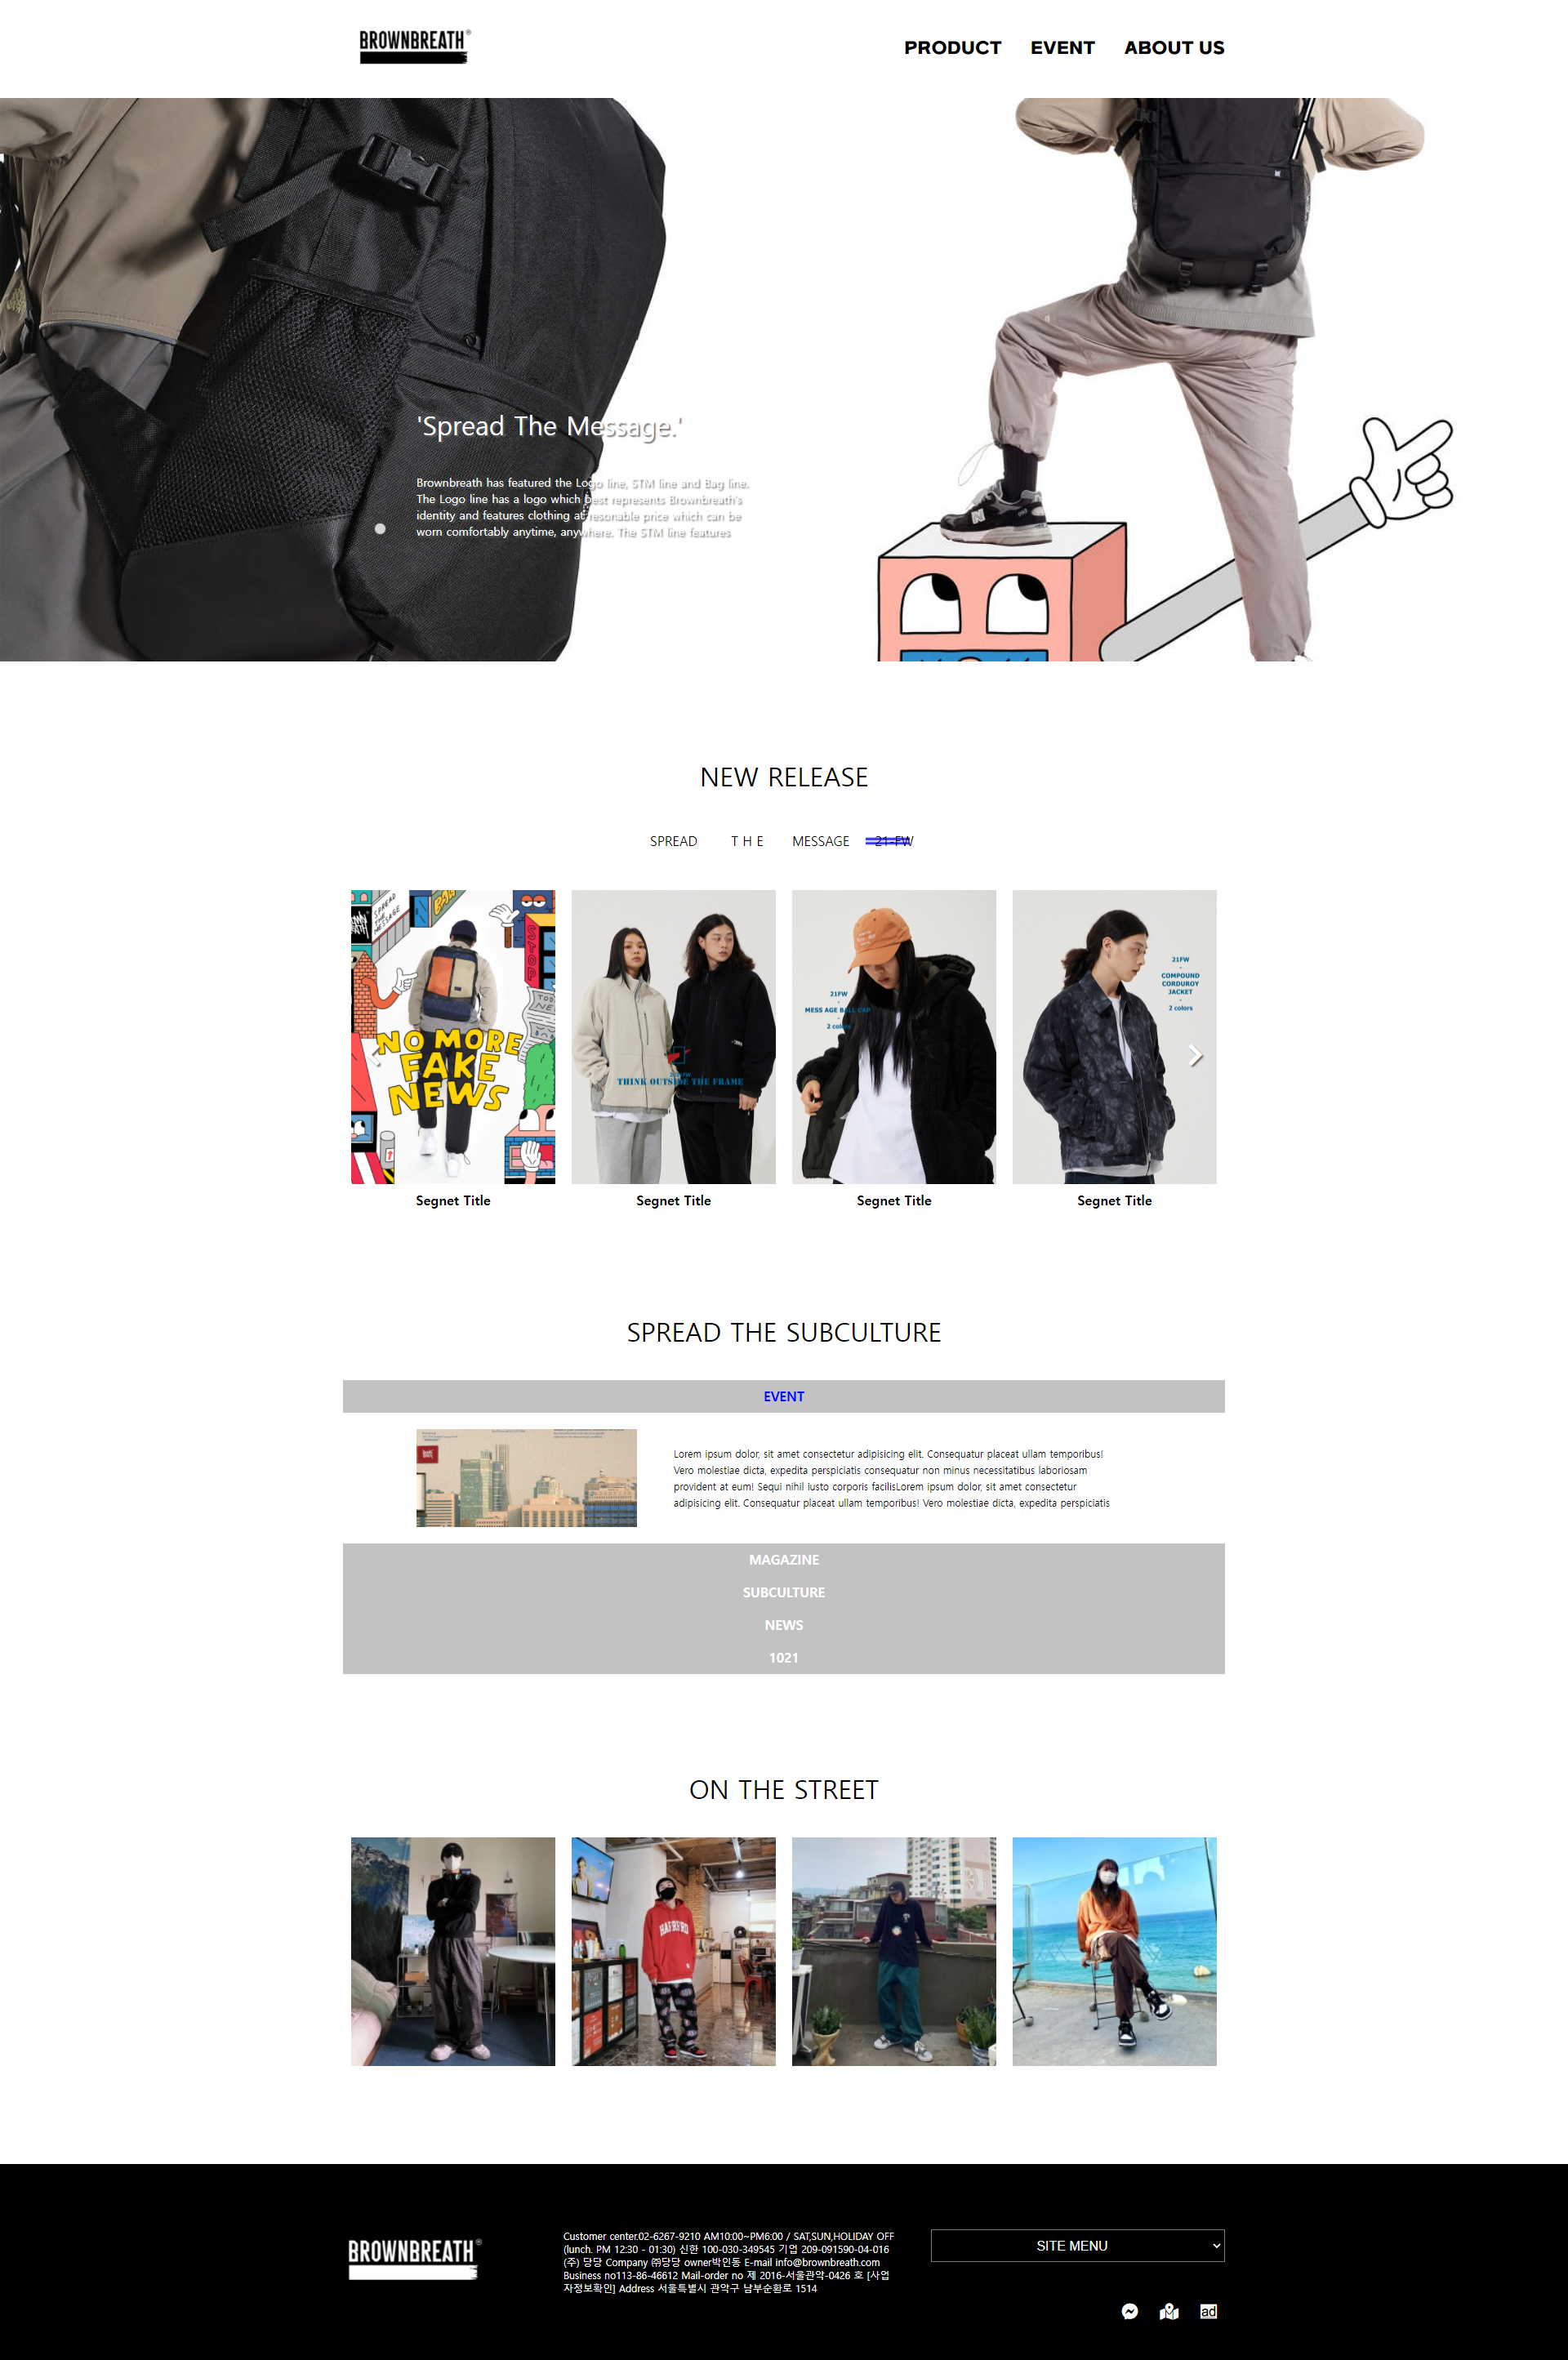 BROWNBREATH®
PRODUCT EVENT ABOUT US
'Spread The Message.'
Brownbreath has featured the Logo line, STM line and Bag line.
The Logo line has a logo which best represents Brownbreath's
identity and features clothing at resonable price which can be
worn comfortably anytime, anywhere. The STM line features
NEW RELEASE
SPREAD T H E MESSAGE 21-FW
SPREAD
THE
MESSAGE
NO MORE
FAKE
NEWS
THINK OUTSIDE THE FRAME
21FW
-
MESS AGE BALL CAP
-
2 colors
21FW
-
COMPOUND
CORDUROY
JACKET
-
2 colors
Segnet Title Segnet Title Segnet Title Segnet Title
SPREAD THE SUBCULTURE
EVENT
Lorem ipsum dolor, sit amet consectetur adipisicing elit. Consequatur placeat ullam temporibus!
Vero molestiae dicta, expedita perspiciatis consequatur non minus necessitatibus laboriosam
provident at eum! Sequi nihil iusto corporis facilisLorem ipsum dolor, sit amet consectetur
adipisicing elit. Consequatur placeat ullam temporibus! Vero molestiae dicta, expedita perspiciatis
MAGAZINE
SUBCULTURE
NEWS
1021
ON THE STREET
BROWNBREATH®
Customer center.02-6267-9210 AM10:00~PM6:00 / SAT,SUN,HOLIDAY OFF
(lunch. PM 12:30 - 01:30) 신한 100-030-349545 기업 209-091590-04-016
(주) 당당 Company ㈜당당 owner박인동 E-mail info@brownbreath.com
Business no113-86-46612 Mail-order no 제 2016-서울관악-0426 호 [사업
자정보확인] Address 서울특별시 관악구 남부순환로 1514
SITE MENU
ad